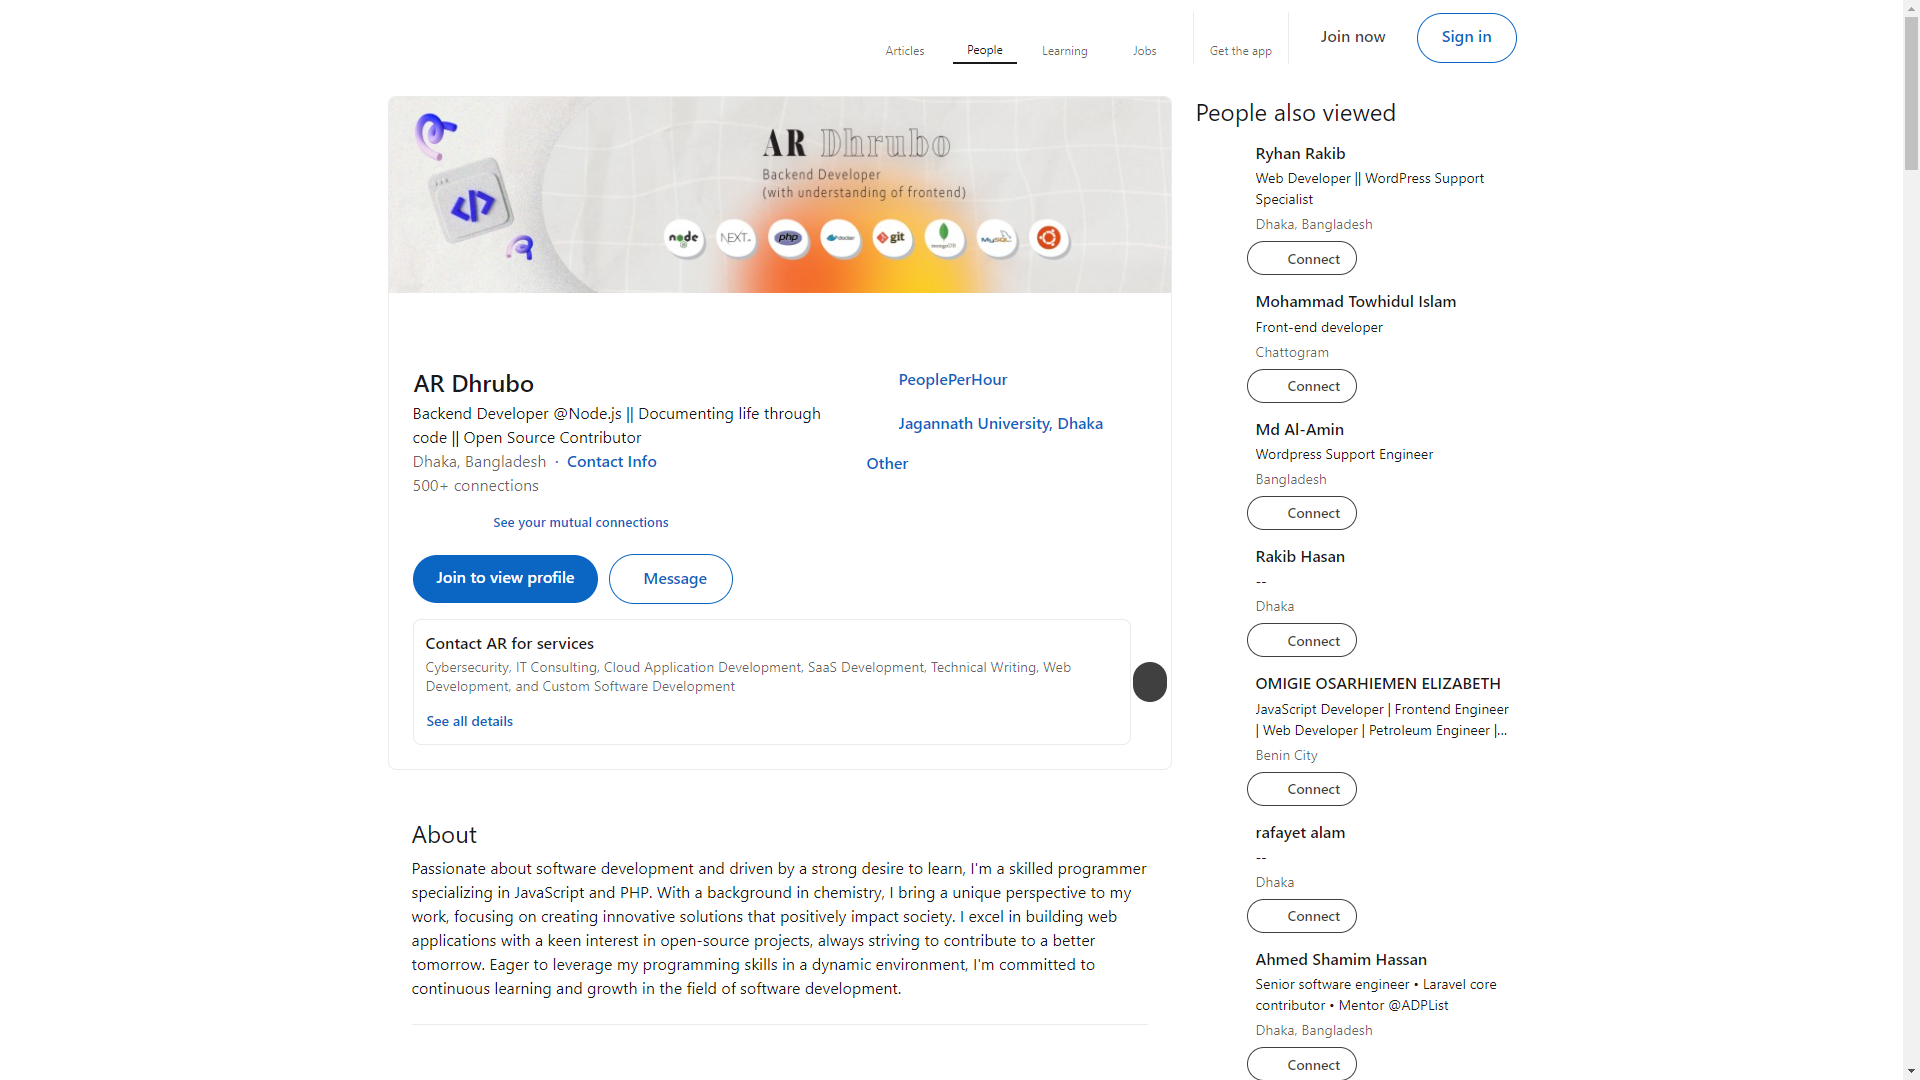 Articles
People
Learning
Jobs
Get the app
Join now
Sign in
AR Dhrubo
Backend Developer
(with understanding of frontend)
node
NEXT
php
docker
git
mongoDB
MySQL
AR Dhrubo
Backend Developer @Node.js || Documenting life through
code || Open Source Contributor
Dhaka, Bangladesh · Contact Info
500+ connections
See your mutual connections
Join to view profile
Message
PeoplePerHour
Jagannath University, Dhaka
Other
Contact AR for services
Cybersecurity, IT Consulting, Cloud Application Development, SaaS Development, Technical Writing, Web
Development, and Custom Software Development
See all details
About
Passionate about software development and driven by a strong desire to learn, I'm a skilled programmer
specializing in JavaScript and PHP. With a background in chemistry, I bring a unique perspective to my
work, focusing on creating innovative solutions that positively impact society. I excel in building web
applications with a keen interest in open-source projects, always striving to contribute to a better
tomorrow. Eager to leverage my programming skills in a dynamic environment, I'm committed to
continuous learning and growth in the field of software development.
People also viewed
Ryhan Rakib
Web Developer || WordPress Support
Specialist
Dhaka, Bangladesh
Connect
Mohammad Towhidul Islam
Front-end developer
Chattogram
Connect
Md Al-Amin
Wordpress Support Engineer
Bangladesh
Connect
Rakib Hasan
--
Dhaka
Connect
OMIGIE OSARHIEMEN ELIZABETH
JavaScript Developer | Frontend Engineer
| Web Developer | Petroleum Engineer |...
Benin City
Connect
rafayet alam
--
Dhaka
Connect
Ahmed Shamim Hassan
Senior software engineer • Laravel core
contributor • Mentor @ADPList
Dhaka, Bangladesh
Connect